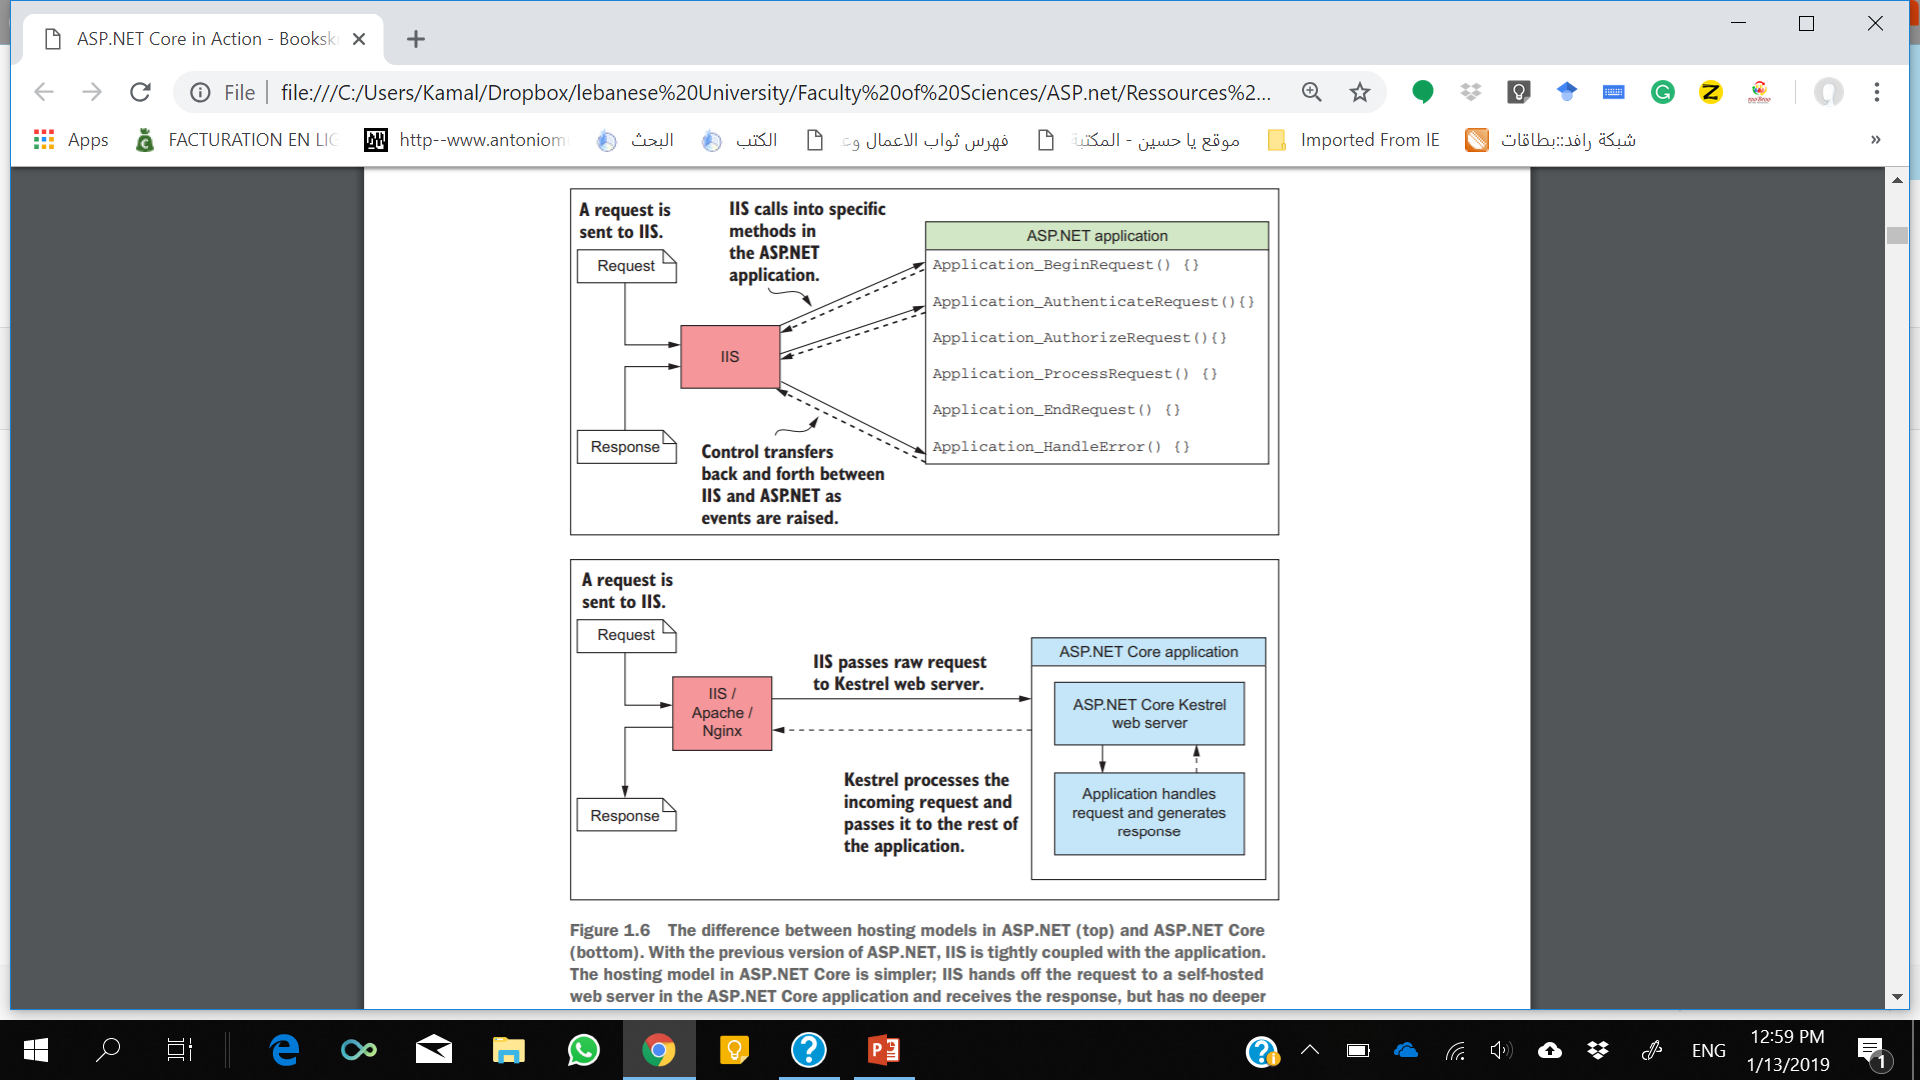 ASP.NET Core in Action - Booksk
File
file:///C:/Users/Kamal/Dropbox/lebanese%20University/Faculty%20of%20Sciences/ASP.net/Ressources%2...
Apps
FACTURATION EN LIG
http--www.antoniom
البحث
الكتب
فهرس ثواب الاعمال وع
موقع يا حسين - المكتبة
Imported From IE
شبكة رافد::بطاقات
»
A request is
sent to IIS.
Request
IIS calls into specific
methods in
the ASP.NET
application.
ASP.NET application
Application_BeginRequest() {}
Application_AuthenticateRequest(){}
Application_AuthorizeRequest(){}
Application_ProcessRequest() {}
Application_EndRequest() {}
Application_HandleError() {}
IIS
Response
Control transfers
back and forth between
IIS and ASP.NET as
events are raised.
A request is
sent to IIS.
Request
IIS /
Apache /
Nginx
Response
IIS passes raw request
to Kestrel web server.
Kestrel processes the
incoming request and
passes it to the rest of
the application.
ASP.NET Core application
ASP.NET Core Kestrel
web server
Application handles
request and generates
response
Figure 1.6 The difference between hosting models in ASP.NET (top) and ASP.NET Core
(bottom). With the previous version of ASP.NET, IIS is tightly coupled with the application.
The hosting model in ASP.NET Core is simpler; IIS hands off the request to a self-hosted
web server in the ASP.NET Core application and receives the response, but has no deeper
ENG
12:59 PM
1/13/2019
1